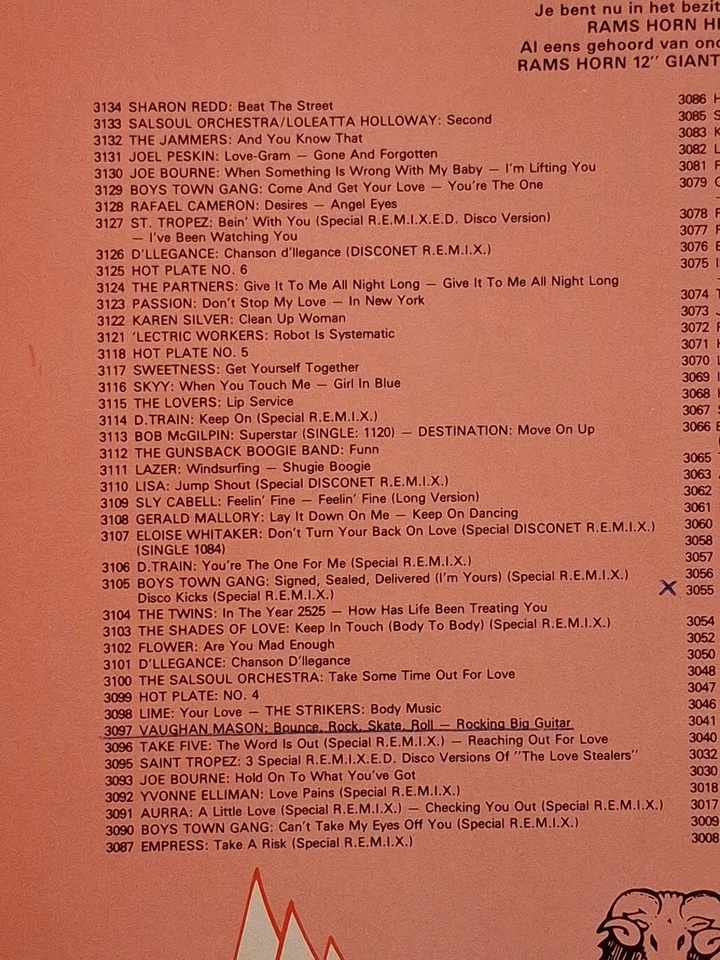 Je bent nu in het bezit
RAMS HORN
Al eens gehoord van
RAMS HORN 12" GIANT
3134 SHARON REDD: Beat The Street
3133 SALSOUL ORCHESTRA/LOLEATTA HOLLOWAY: Second
3132 THE JAMMERS: And You Know That
3131 JOEL PESKIN: Love-Gram — Gone And Forgotten
3130 JOE BOURNE: When Something Is Wrong With My Baby — I'm Lifting You
3129 BOYS TOWN GANG: Come And Get Your Love — You're The One
3128 RAFAEL CAMERON: Desires — Angel Eyes
3127 ST. TROPEZ: Bein' With You (Special R.E.M.I.X.E.D. Disco Version)
— I've Been Watching You
3126 D'LLEGANCE: Chanson d'llegance (DISCONET R.E.M.I.X.)
3125 HOT PLATE NO. 6
3124 THE PARTNERS: Give It To Me All Night Long — Give It To Me All Night Long
3123 PASSION: Don't Stop My Love — In New York
3122 KAREN SILVER: Clean Up Woman
3121 'LECTRIC WORKERS: Robot Is Systematic
3118 HOT PLATE NO. 5
3117 SWEETNESS: Get Yourself Together
3116 SKYY: When You Touch Me — Girl In Blue
3115 THE LOVERS: Lip Service
3114 D.TRAIN: Keep On (Special R.E.M.I.X.)
3113 BOB McGILPIN: Superstar (SINGLE: 1120) — DESTINATION: Move On Up
3112 THE GUNSBACK BOOGIE BAND: Funn
3111 LAZER: Windsurfing — Shugie Boogie
3110 LISA: Jump Shout (Special DISCONET R.E.M.I.X.)
3109 SLY CABELL: Feelin' Fine — Feelin' Fine (Long Version)
3108 GERALD MALLORY: Lay It Down On Me — Keep On Dancing
3107 ELOISE WHITAKER: Don't Turn Your Back On Love (Special DISCONET R.E.M.I.X.)
(SINGLE 1084)
3106 D.TRAIN: You're The One For Me (Special R.E.M.I.X.)
3105 BOYS TOWN GANG: Signed, Sealed, Delivered (I'm Yours) (Special R.E.M.I.X.)
Disco Kicks (Special R.E.M.I.X.)
3104 THE TWINS: In The Year 2525 — How Has Life Been Treating You
3103 THE SHADES OF LOVE: Keep In Touch (Body To Body) (Special R.E.M.I.X.)
3102 FLOWER: Are You Mad Enough
3101 D'LLEGANCE: Chanson D'llegance
3100 THE SALSOUL ORCHESTRA: Take Some Time Out For Love
3099 HOT PLATE: NO. 4
3098 LIME: Your Love — THE STRIKERS: Body Music
3097 VAUGHAN MASON: Bounce, Rock, Skate, Roll — Rocking Big Guitar
3096 TAKE FIVE: The Word Is Out (Special R.E.M.I.X.) — Reaching Out For Love
3095 SAINT TROPEZ: 3 Special R.E.M.I.X.E.D. Disco Versions Of "The Love Stealers"
3093 JOE BOURNE: Hold On To What You've Got
3092 YVONNE ELLIMAN: Love Pains (Special R.E.M.I.X.)
3091 AURRA: A Little Love (Special R.E.M.I.X.) — Checking You Out (Special R.E.M.I.X.)
3090 BOYS TOWN GANG: Can't Take My Eyes Off You (Special R.E.M.I.X.)
3087 EMPRESS: Take A Risk (Special R.E.M.I.X.)
3086
3085
3083
3082
3081
3079
3078
3077
3076
3075
3074
3073
3072
3071
3070
3069
3068
3067
3066
3065
3063
3062
3061
3060
3058
3057
3056
X 3055
3054
3052
3050
3048
3047
3046
3041
3040
3032
3030
3018
3017
3009
3008